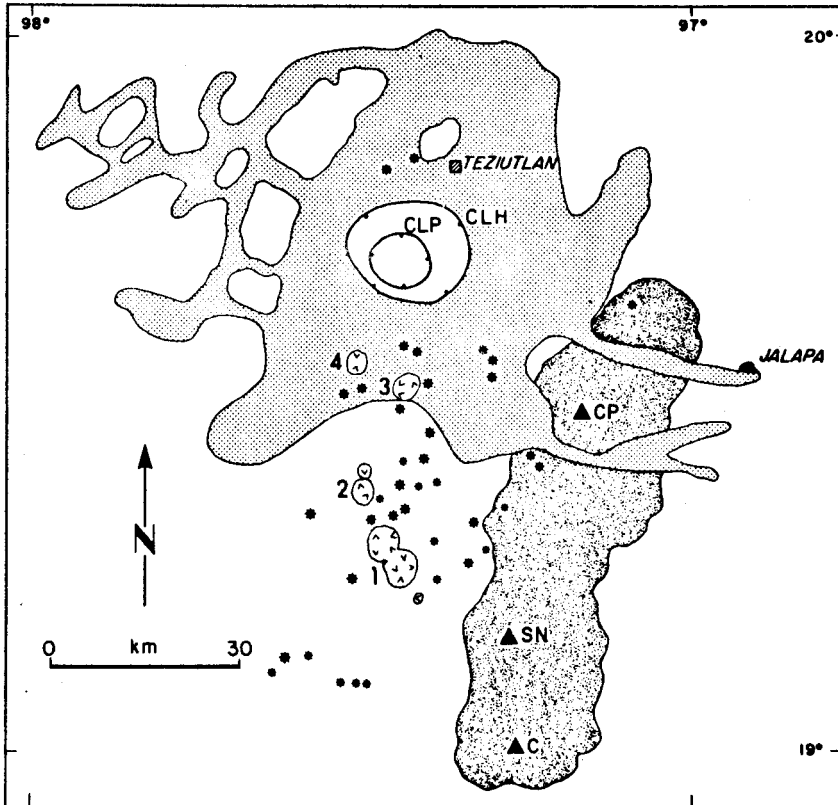 98°
97°
20°
TEZIUTLAN
CLP
CLH
JALAPA
4
3
CP
2
N
1
0 km 30
SN
C
19°